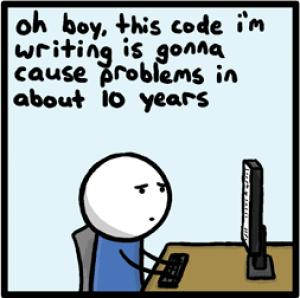 oh boy, this code i'm
writing is gonna
cause problems in
about 10 years